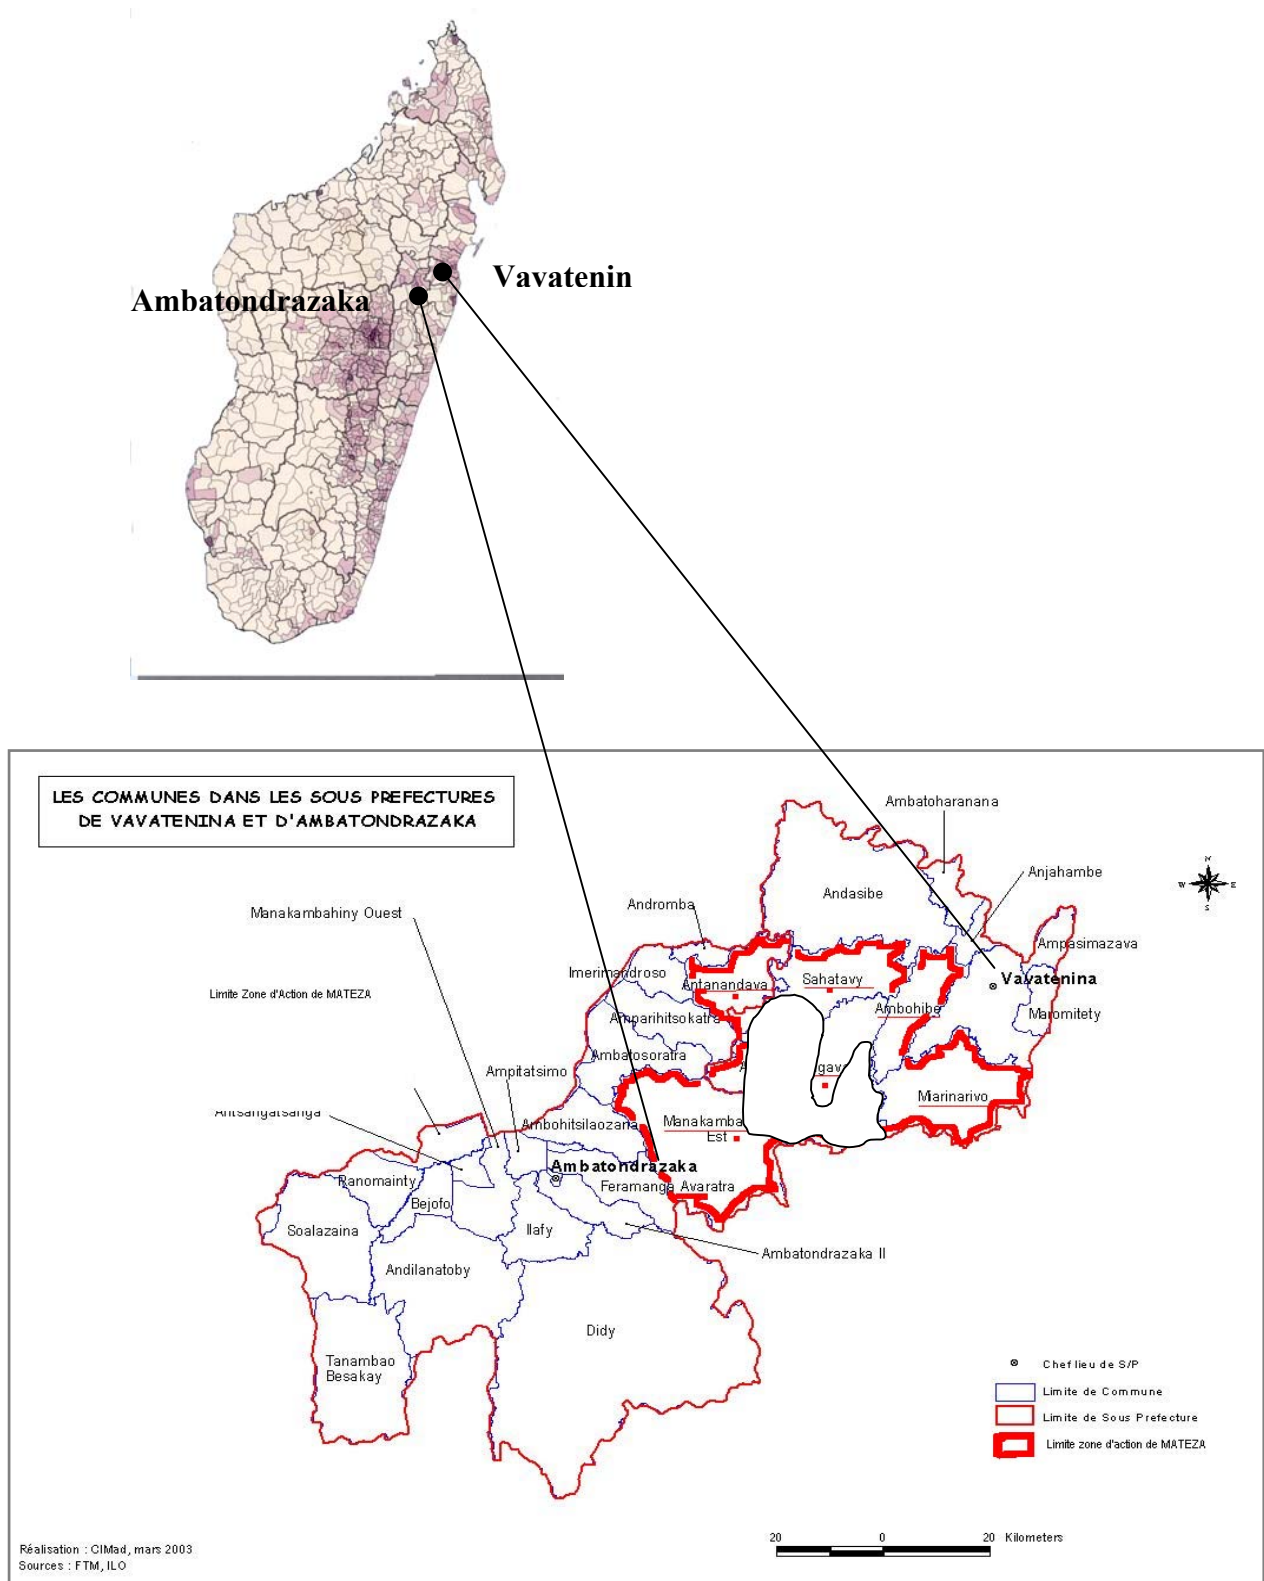 Vavatenin
Ambatondrazaka
LES COMMUNES DANS LES SOUS PREFECTURES
DE VAVATENINA ET D'AMBATONDRAZAKA
Ambatoharanana
Anjahambe
Andasibe
N
W E
S
Manakambahiny Ouest
Andromba
Ampasimazava
Imerimandroso
Limite Zone d'Action de MATEZA
Antanandava
Sahatavy
Vavatenina
Ambohibe
Maromitety
Amparihitsokatra
Ambatosoratra
Ampitatsimo
Miarinarivo
Antsangatsanga
Ambohitsilaozana
Manakamba
Est
Ambatondrazaka
Ranomainty
Feramanga Avaratra
Bejofo
Soalazaina
Ilafy
Ambatondrazaka II
Andilanatoby
Didy
Tanambao
Besakay
Chef lieu de S/P
Limite de Commune
Limite de Sous Prefecture
Limite zone d'action de MATEZA
20 0 20 Kilometers
Réalisation : CIMad, mars 2003
Sources : FTM, ILO